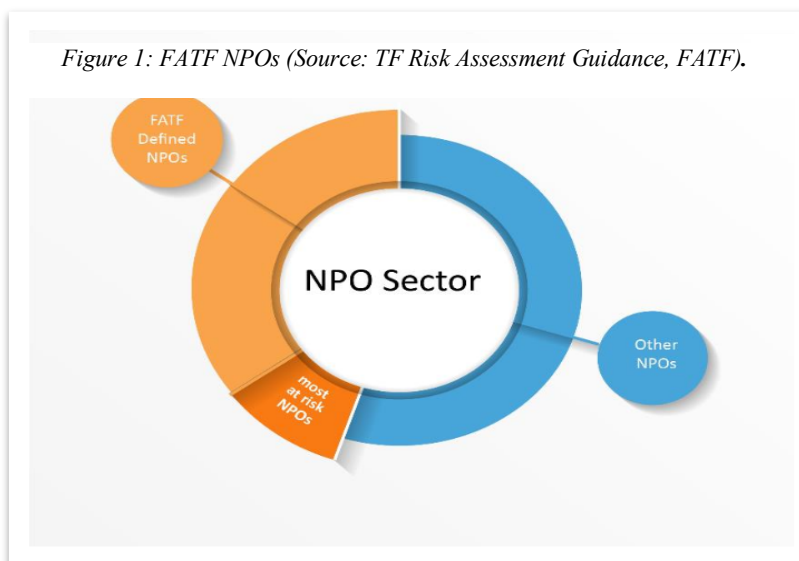 Figure 1: FATF NPOs (Source: TF Risk Assessment Guidance, FATF).
FATF
Defined
NPOs
NPO Sector
Other
NPOs
most
at risk
NPOs